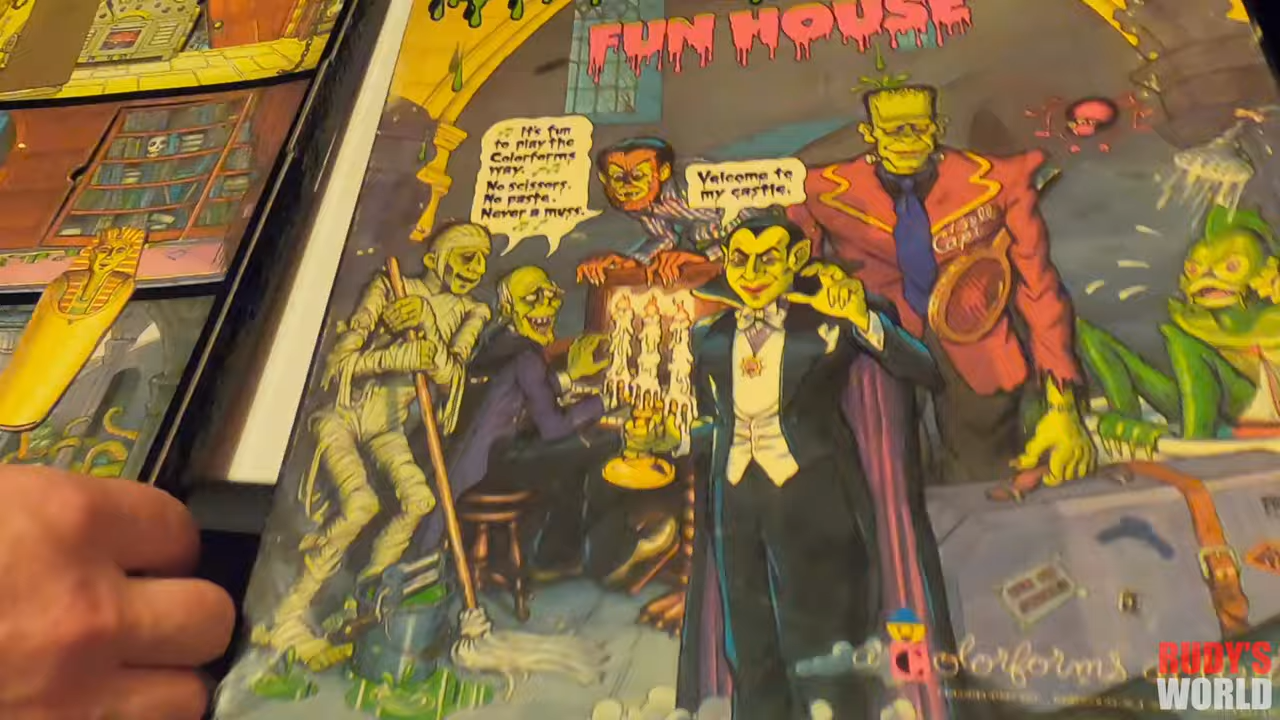 FUN HOUSE
It's fun
to play the
Colorforms
way.
No scissors.
No paste.
Never a muss.
Velcome to
my castle.
Colorforms
RUDY'S
WORLD